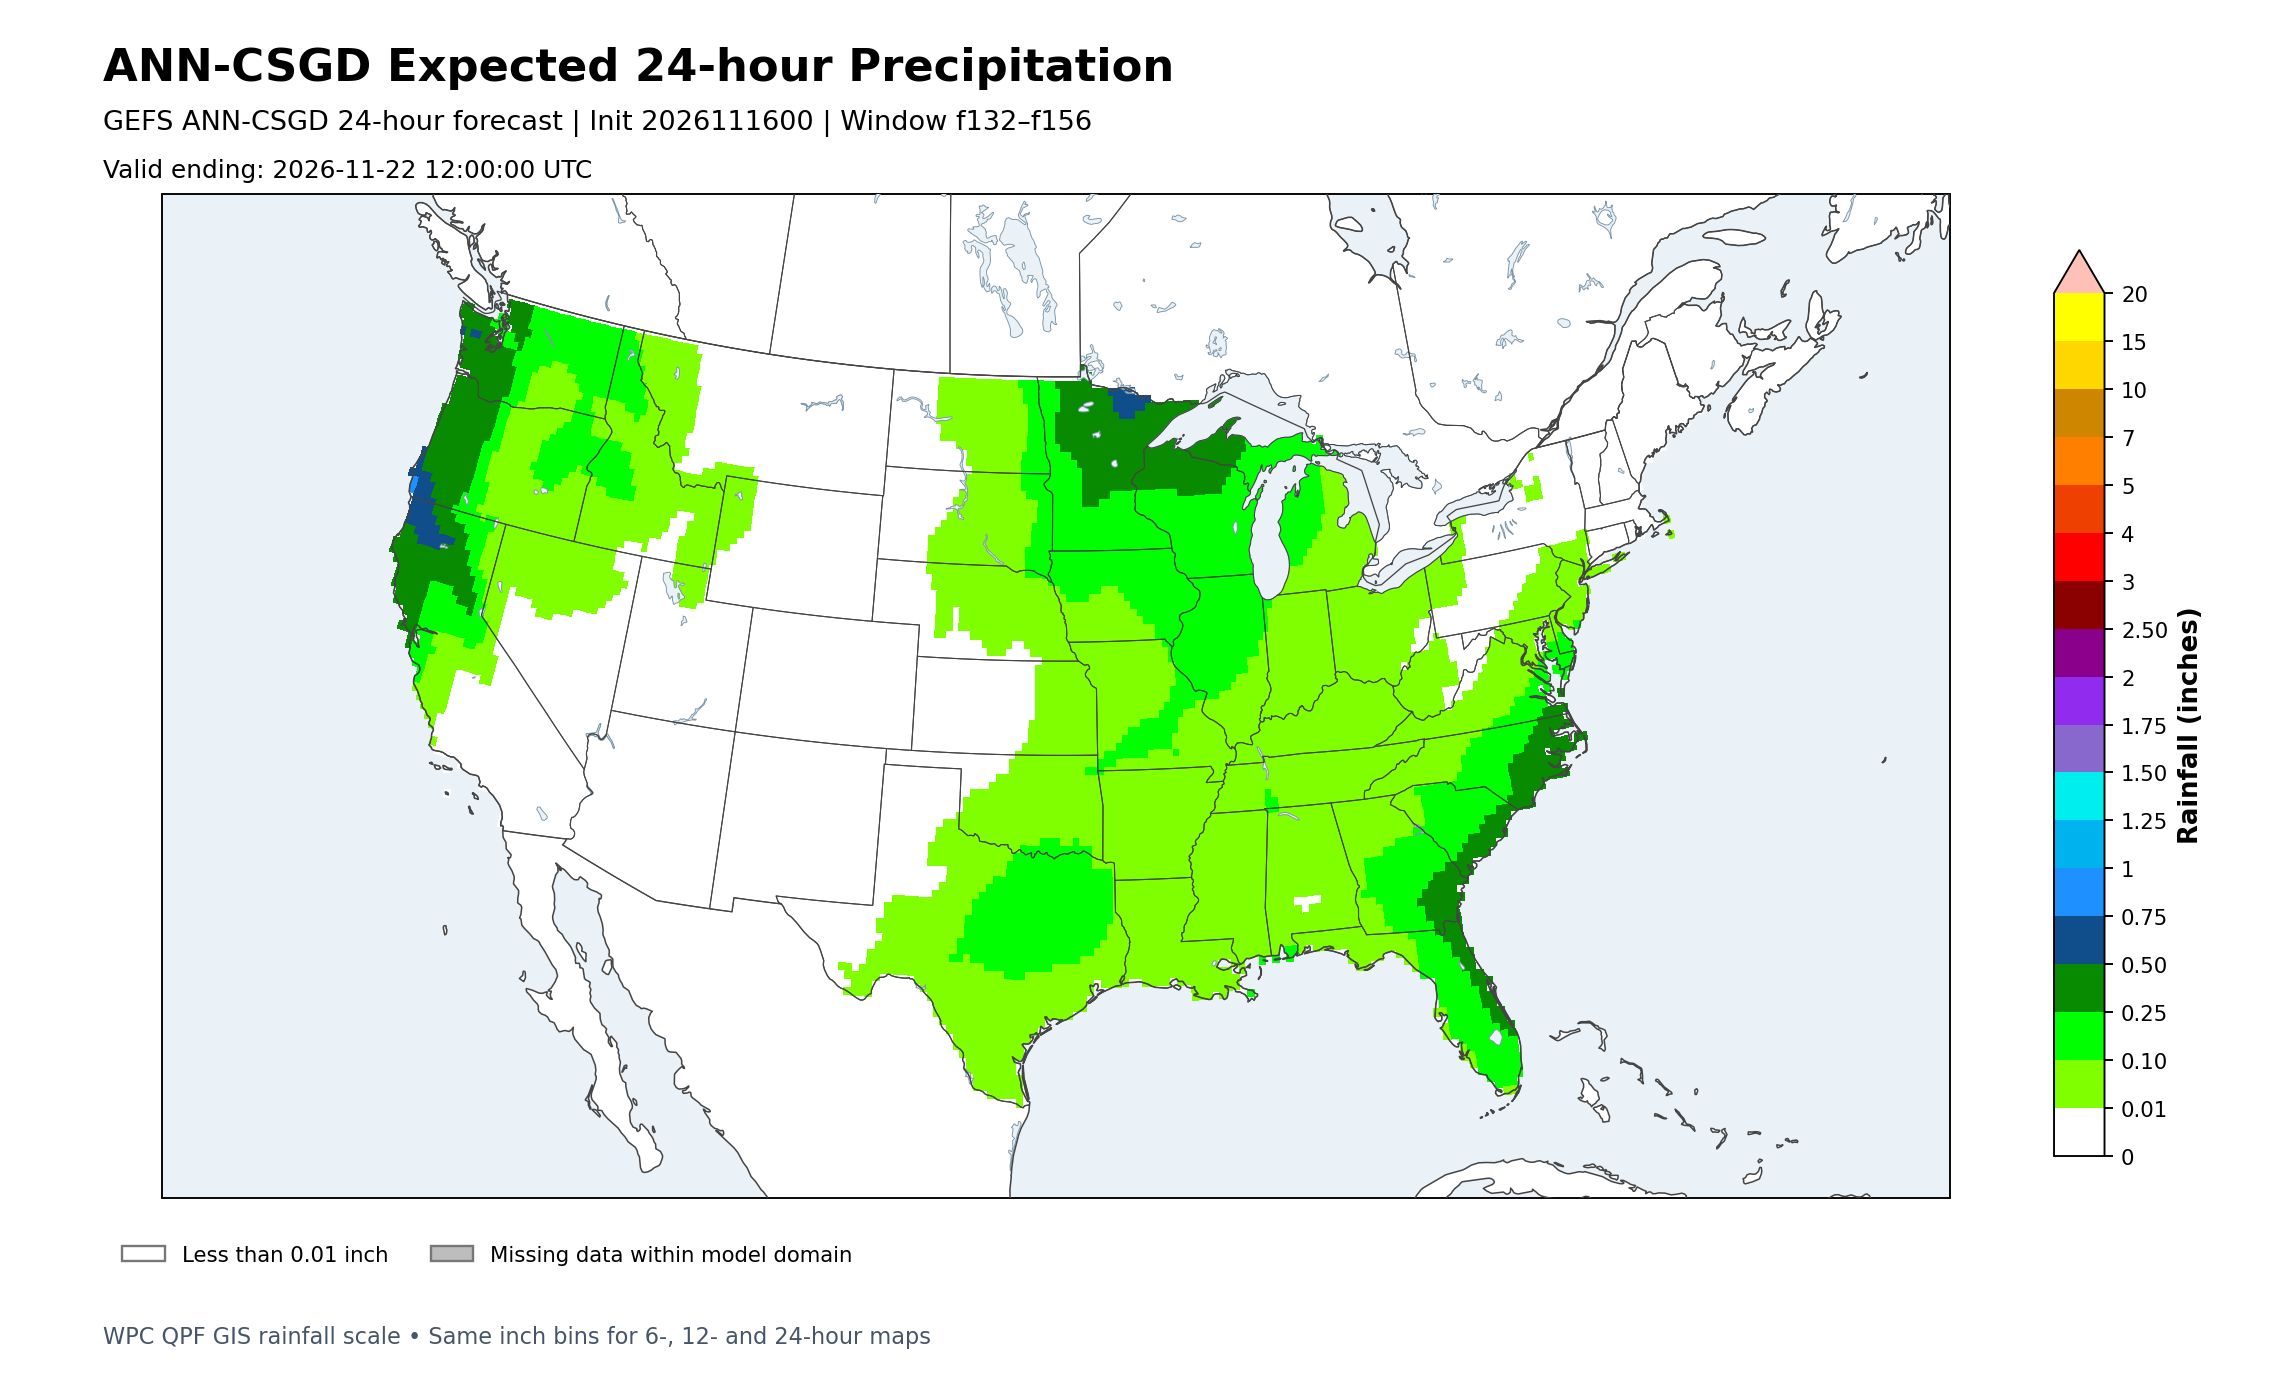 ANN-CSGD Expected 24-hour Precipitation
GEFS ANN-CSGD 24-hour forecast | Init 2026111600 | Window f132–f156
Valid ending: 2026-11-22 12:00:00 UTC
20
15
10
7
5
4
3
2.50
2
1.75
1.50
1.25
1
0.75
0.50
0.25
0.10
0.01
0
Rainfall (inches)
Less than 0.01 inch
Missing data within model domain
WPC QPF GIS rainfall scale • Same inch bins for 6-, 12- and 24-hour maps